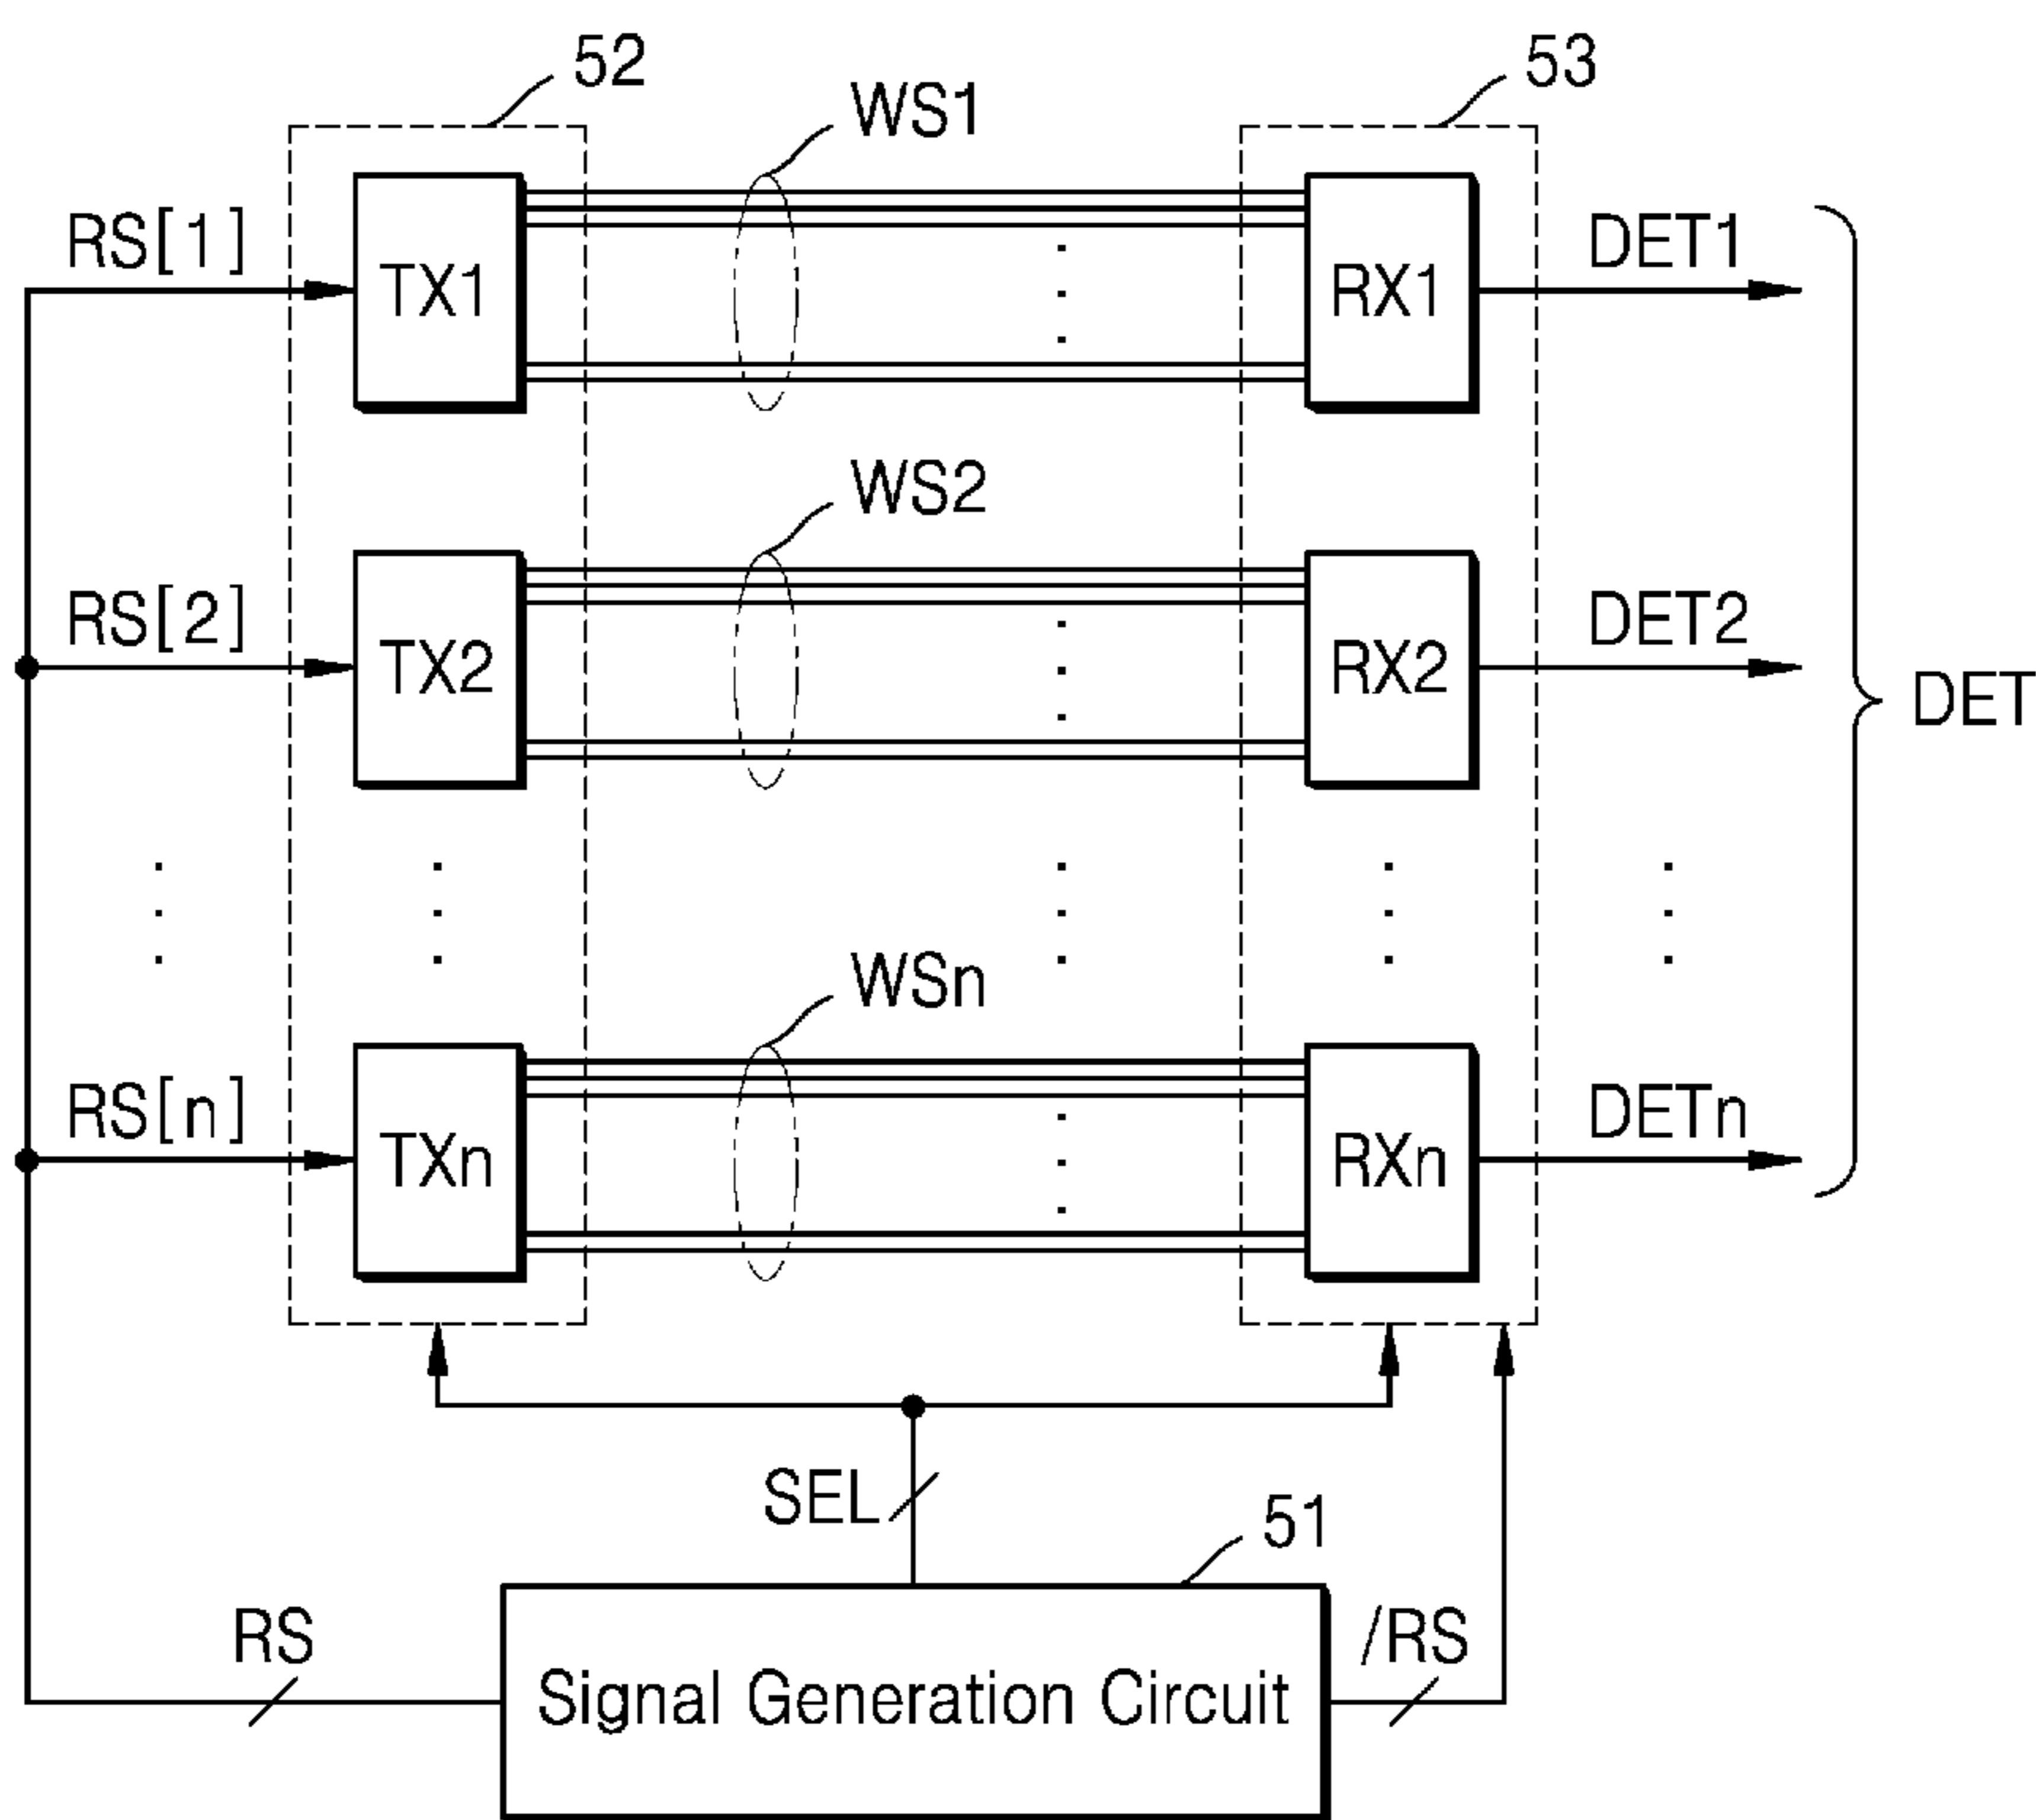 52
53
WS1
RS[1]
TX1
RX1
DET1
WS2
RS[2]
TX2
RX2
DET2
DET
WSn
RS[n]
TXn
RXn
DETn
SEL
51
RS
/RS
Signal Generation Circuit